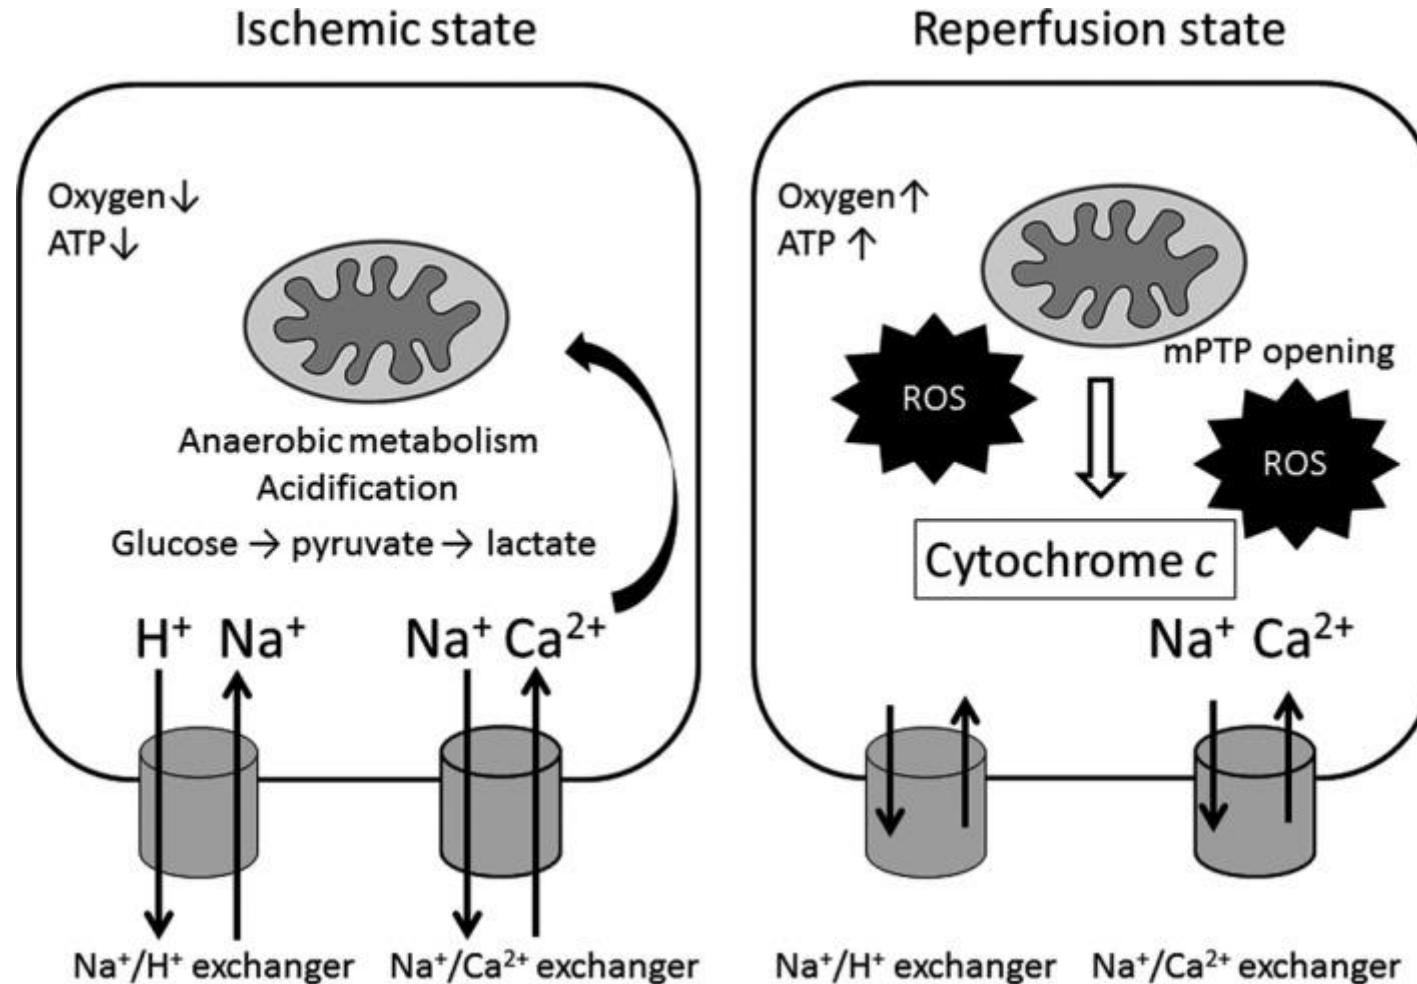 Ischemic state
Oxygen↓
ATP↓
Anaerobic metabolism
Acidification
Glucose → pyruvate → lactate
H⁺ Na⁺ Na⁺ Ca²⁺
Na⁺/H⁺ exchanger Na⁺/Ca²⁺ exchanger
Reperfusion state
Oxygen↑
ATP ↑
mPTP opening
ROS
ROS
Cytochrome c
Na⁺ Ca²⁺
Na⁺/H⁺ exchanger Na⁺/Ca²⁺ exchanger